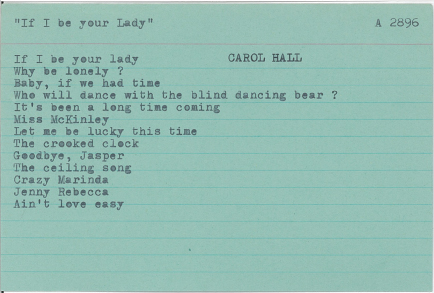 "If I be your Lady" A 2896
If I be your lady CAROL HALL
Why be lonely ?
Baby, if we had time
Who will dance with the blind dancing bear ?
It's been a long time coming
Miss McKinley
Let me be lucky this time
The crooked clock
Goodbye, Jasper
The ceiling song
Crazy Marinda
Jenny Rebecca
Ain't love easy